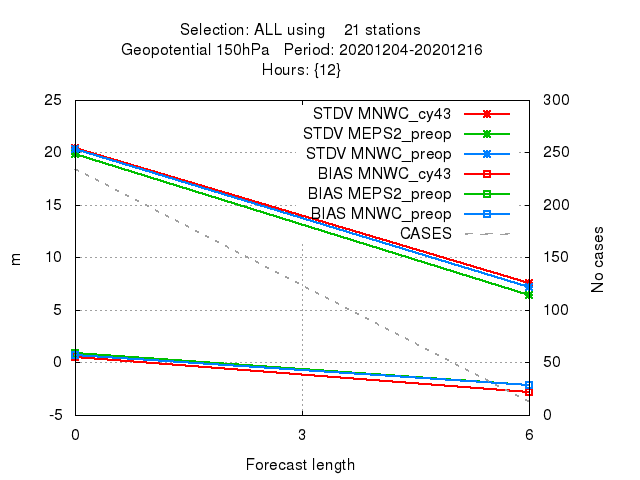 Selection: ALL using 21 stations
Geopotential 150hPa Period: 20201204-20201216
Hours: {12}
25 300
STDV MNWC_cy43
STDV MEPS2_preop
20 250
STDV MNWC_preop
BIAS MNWC_cy43
BIAS MEPS2_preop
15 200
BIAS MNWC_preop
CASES
10 150
m
No cases
5 100
0 50
-5 0
0 3 6
Forecast length